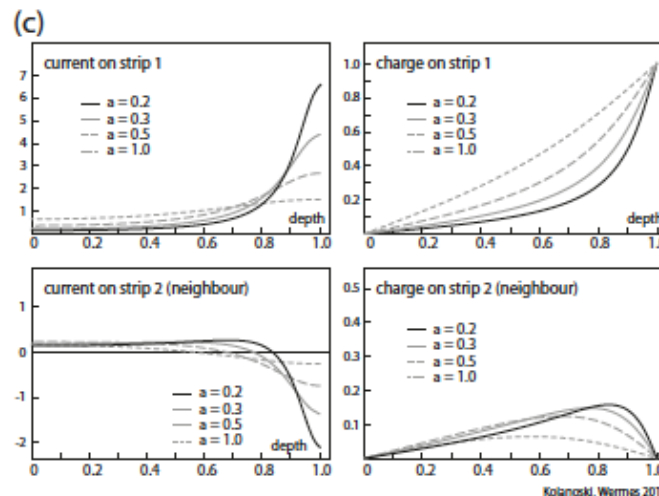 (c)
current on strip 1
7
6
5
4
3
2
1
a = 0.2
a = 0.3
a = 0.5
a = 1.0
depth
0 0.2 0.4 0.6 0.8 1.0
charge on strip 1
1.0
0.8
0.6
0.4
0.2
a = 0.2
a = 0.3
a = 0.5
a = 1.0
depth
0 0.2 0.4 0.6 0.8 1.0
current on strip 2 (neighbour)
1
0
-1
-2
a = 0.2
a = 0.3
a = 0.5
a = 1.0
depth
0 0.2 0.4 0.6 0.8 1.0
charge on strip 2 (neighbour)
0.5
0.4
0.3
0.2
0.1
a = 0.2
a = 0.3
a = 0.5
a = 1.0
0 0.2 0.4 0.6 0.8 1.0
Kolanoski, Wermes